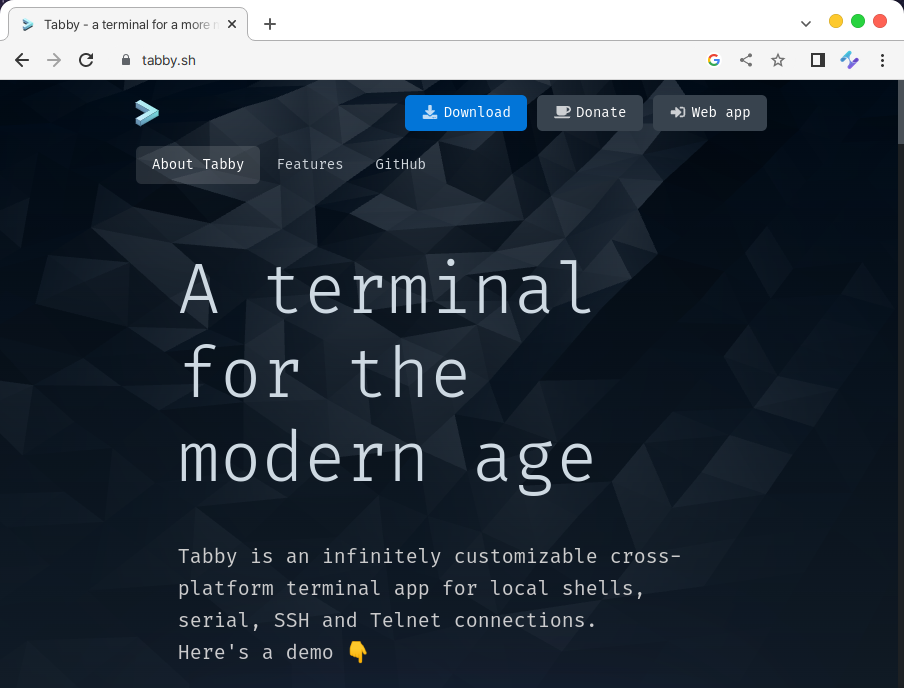 Tabby - a terminal for a more
tabby.sh
Download
Donate
Web app
About Tabby
Features
GitHub
A terminal
for the
modern age
Tabby is an infinitely customizable cross-
platform terminal app for local shells,
serial, SSH and Telnet connections.
Here's a demo 👇